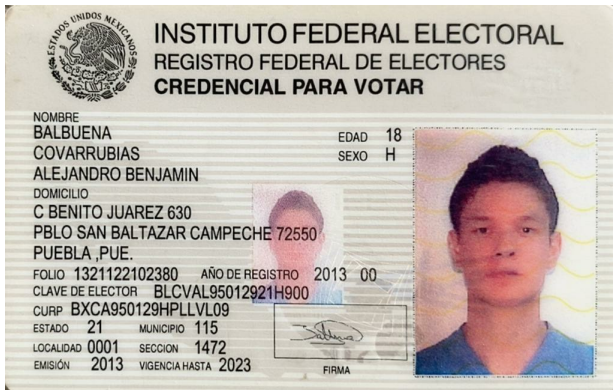 ESTADOS UNIDOS MEXICANOS
INSTITUTO FEDERAL ELECTORAL
REGISTRO FEDERAL DE ELECTORES
CREDENCIAL PARA VOTAR
NOMBRE
BALBUENA
COVARRUBIAS
ALEJANDRO BENJAMIN
EDAD 18
SEXO H
DOMICILIO
C BENITO JUAREZ 630
PBLO SAN BALTAZAR CAMPECHE 72550
PUEBLA ,PUE.
FOLIO 1321122102380 AÑO DE REGISTRO 2013 00
CLAVE DE ELECTOR BLCVAL95012921H900
CURP BXCA950129HPLLVL09
ESTADO 21 MUNICIPIO 115
LOCALIDAD 0001 SECCION 1472
EMISIÓN 2013 VIGENCIA HASTA 2023
FIRMA